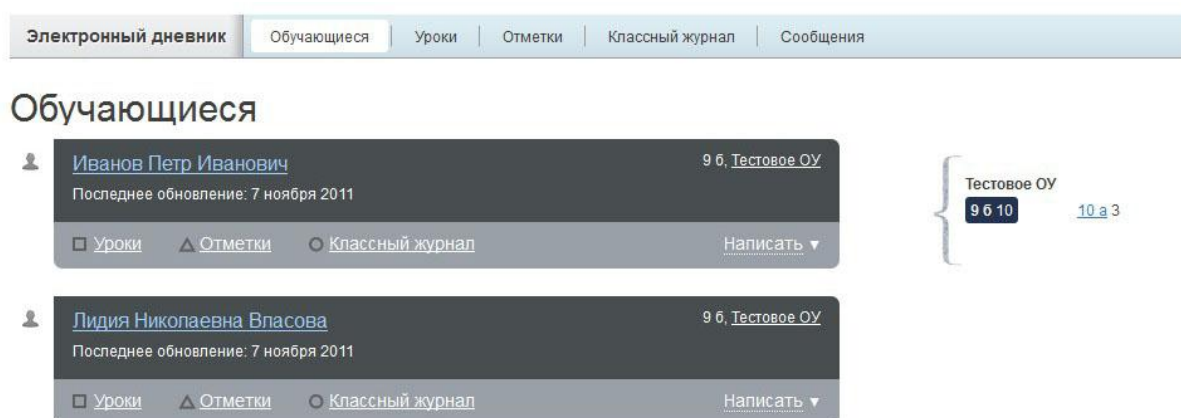 Электронный дневник Обучающиеся Уроки Отметки Классный журнал Сообщения
Обучающиеся
Иванов Петр Иванович 9 б, Тестовое ОУ
Последнее обновление: 7 ноября 2011
Уроки Отметки Классный журнал Написать ▼
Тестовое ОУ
9 б 10 10 а 3
Лидия Николаевна Власова 9 б, Тестовое ОУ
Последнее обновление: 7 ноября 2011
Уроки Отметки Классный журнал Написать ▼